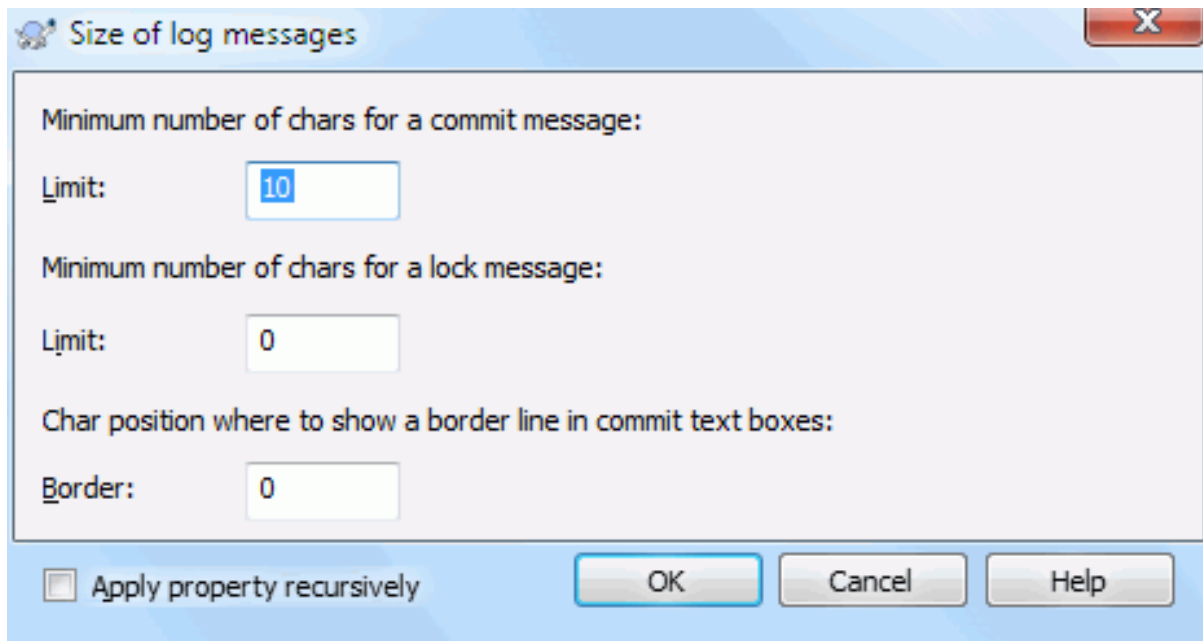 Size of log messages
X
Minimum number of chars for a commit message:
Limit: 10
Minimum number of chars for a lock message:
Limit: 0
Char position where to show a border line in commit text boxes:
Border: 0
Apply property recursively OK Cancel Help